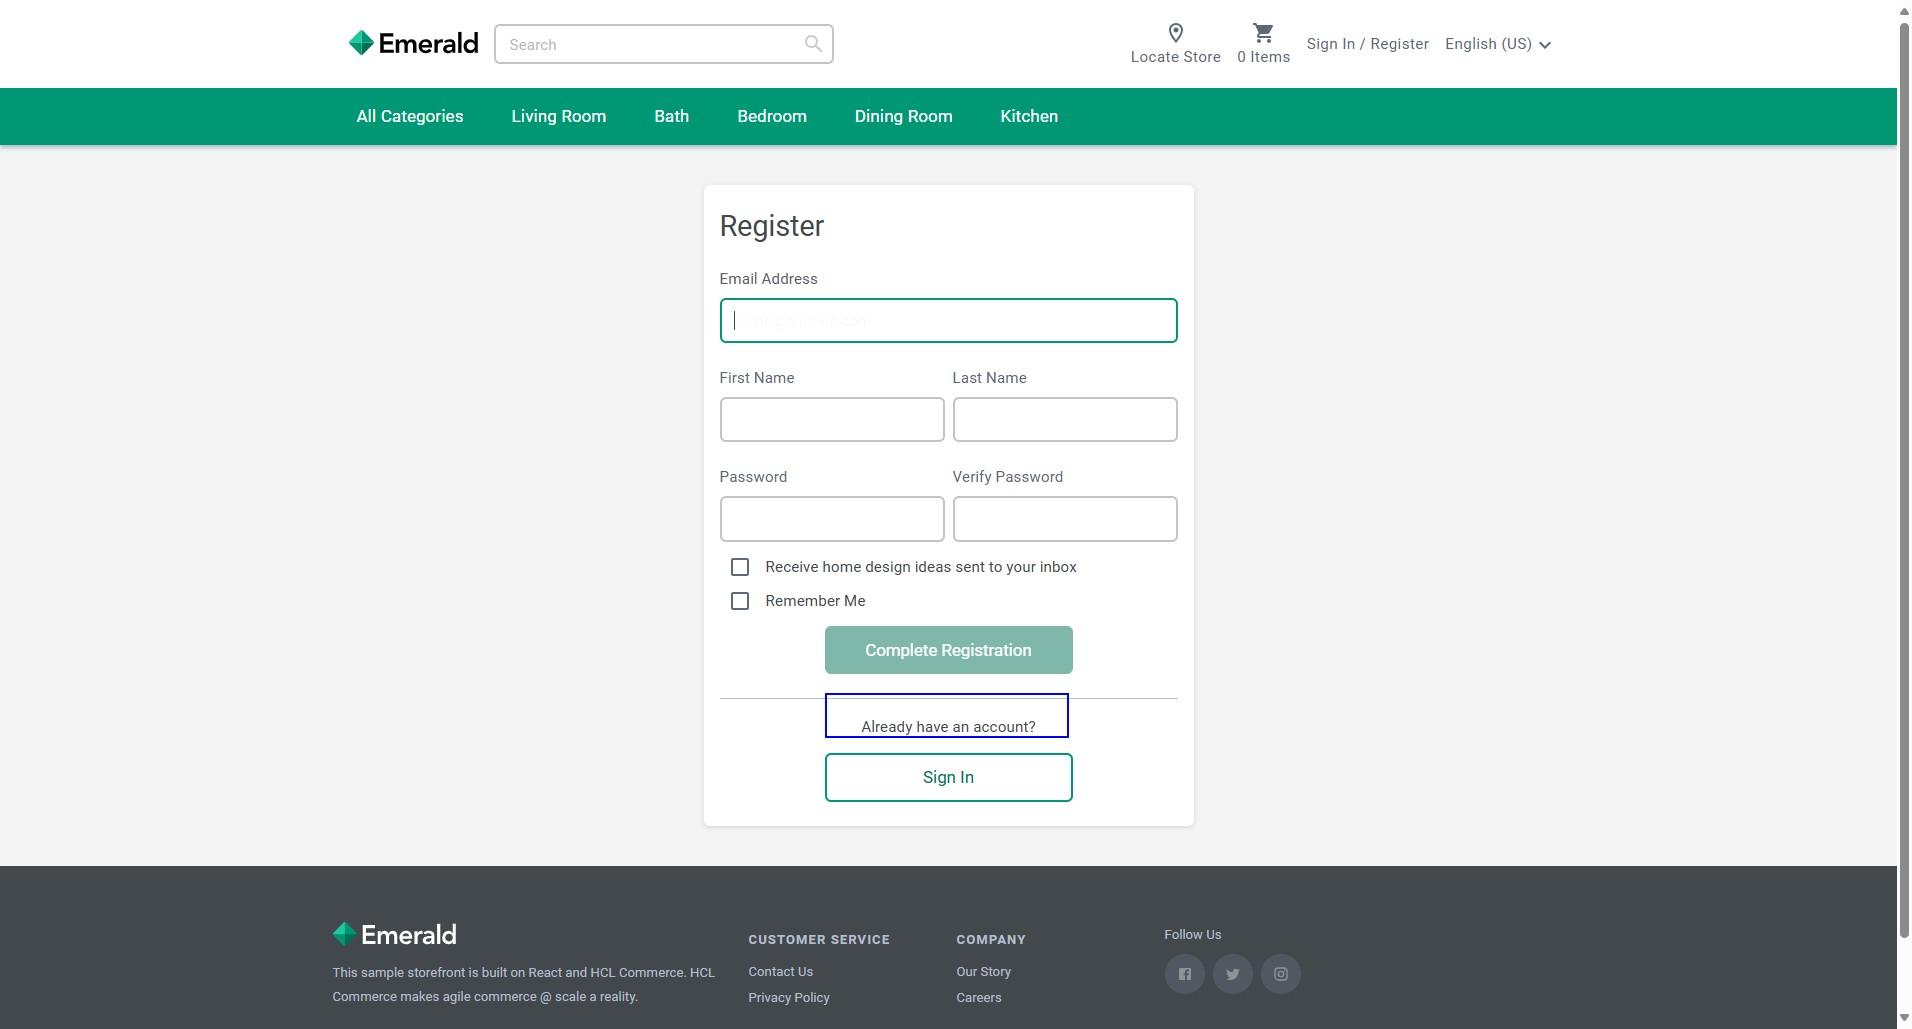 Emerald
Search
Locate Store
0 Items
Sign In / Register
English (US)
All Categories
Living Room
Bath
Bedroom
Dining Room
Kitchen
Register
Email Address
First Name
Last Name
Password
Verify Password
Receive home design ideas sent to your inbox
Remember Me
Complete Registration
Already have an account?
Sign In
Emerald
This sample storefront is built on React and HCL Commerce. HCL
Commerce makes agile commerce @ scale a reality.
CUSTOMER SERVICE
Contact Us
Privacy Policy
COMPANY
Our Story
Careers
Follow Us